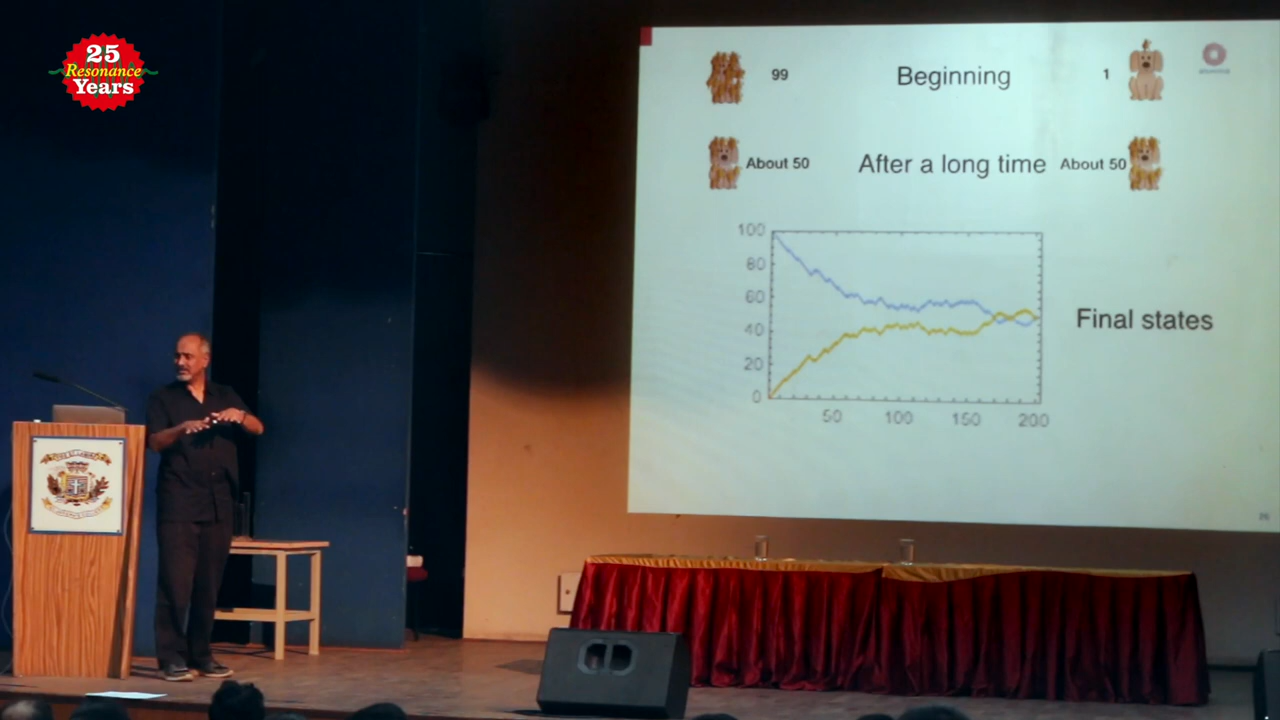 25
Resonance
Years
99
Beginning
1
About 50
After a long time
About 50
100
80
60
40
20
0
50
100
150
200
Final states